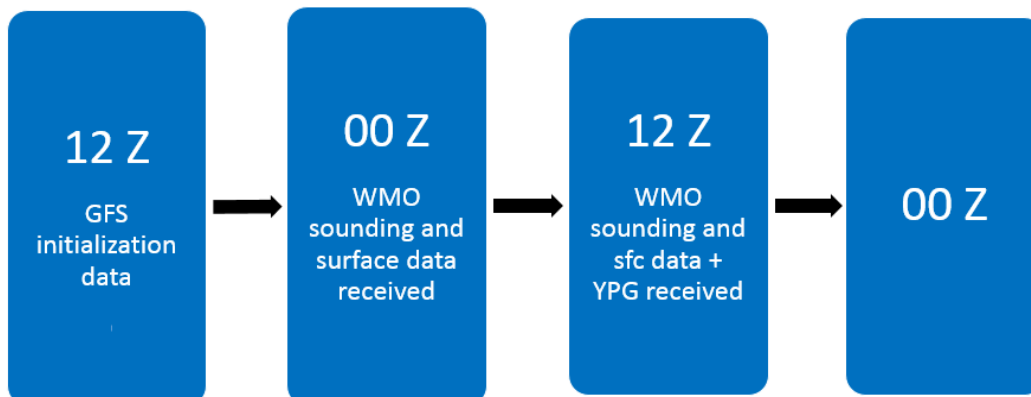 12 Z
GFS
initialization
data
00 Z
WMO
sounding and
surface data
received
12 Z
WMO
sounding and
sfc data +
YPG received
00 Z